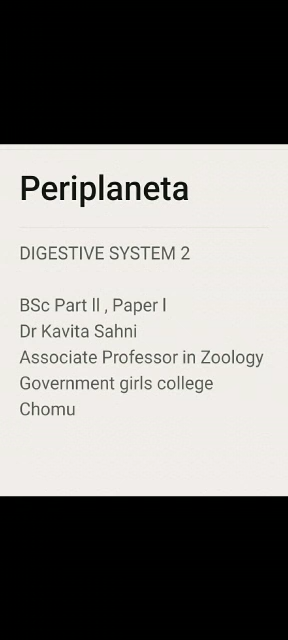 Periplaneta
DIGESTIVE SYSTEM 2
BSc Part ll , Paper l
Dr Kavita Sahni
Associate Professor in Zoology
Government girls college
Chomu